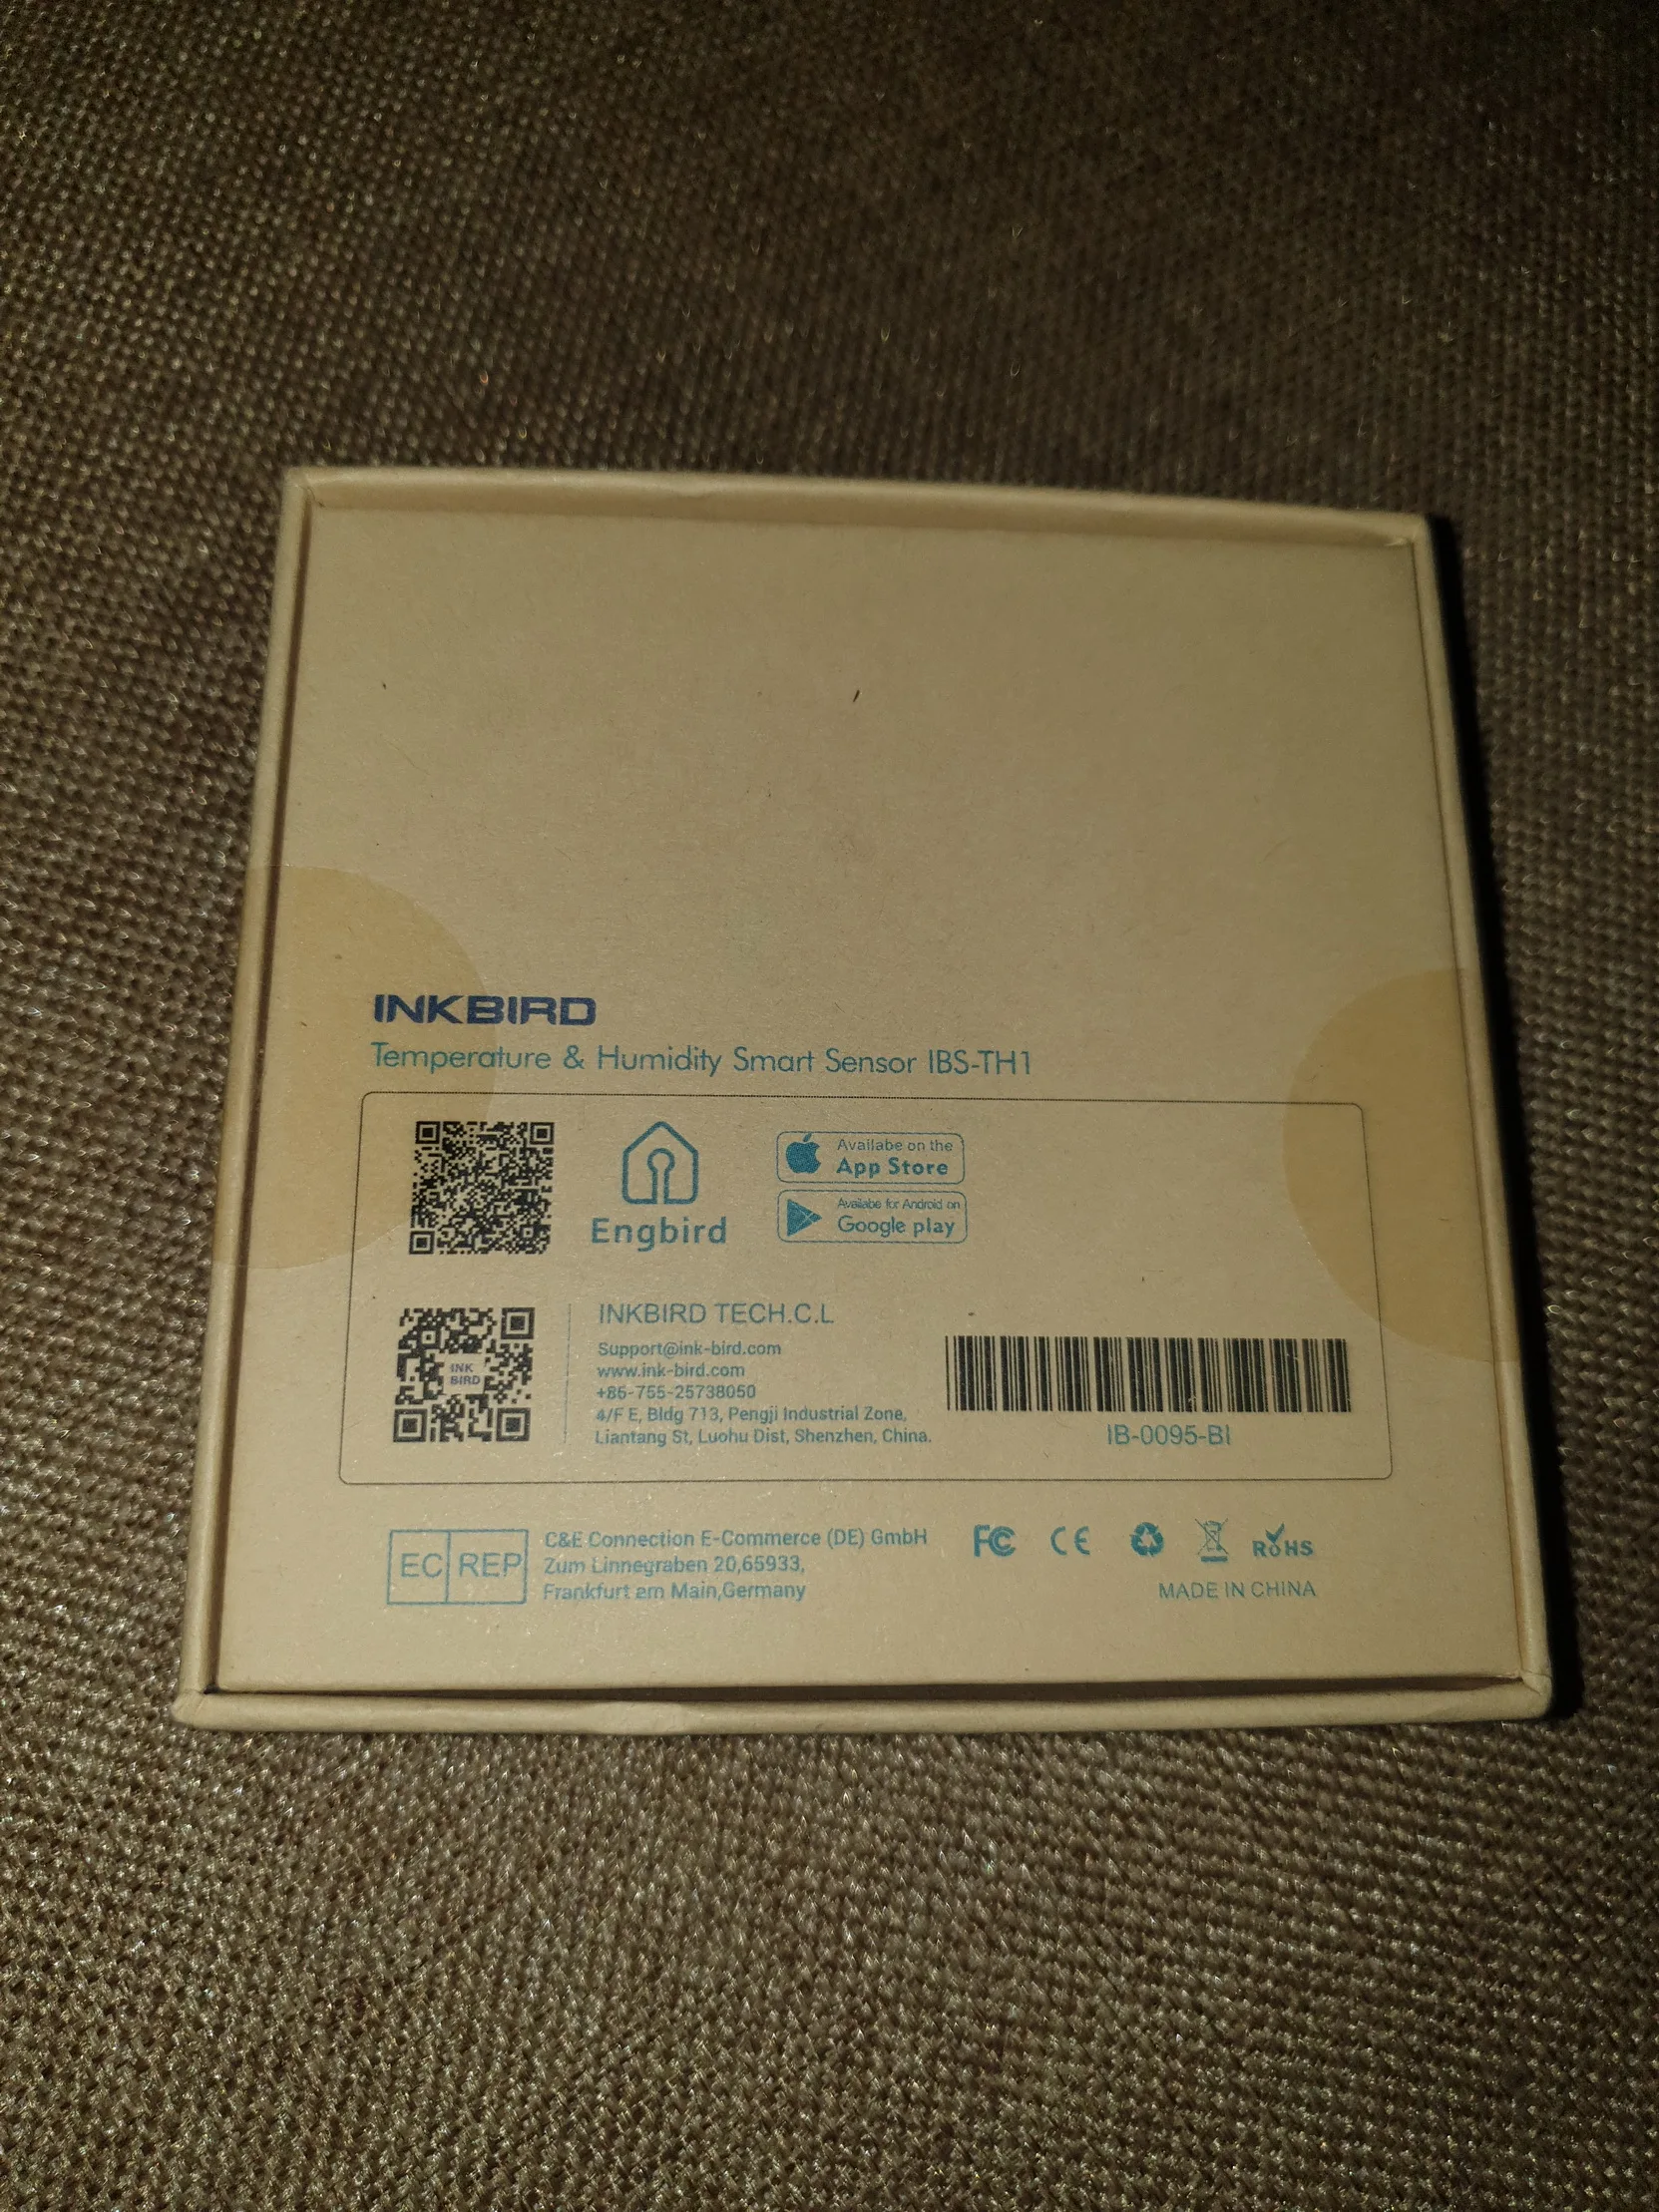 INKBIRD
Temperature & Humidity Smart Sensor IBS-TH1
Engbird
Availabe on the
App Store
Availabe for Android on
Google play
INK
BIRD
INKBIRD TECH.C.L
Support@ink-bird.com
www.ink-bird.com
+86-755-25738050
4/F E, Bldg 713, Pengji Industrial Zone,
Liantang St, Luohu Dist, Shenzhen, China.
IB-0095-BI
EC REP
C&E Connection E-Commerce (DE) GmbH
Zum Linnegraben 20,65933,
Frankfurt am Main,Germany
FC CE RoHS
MADE IN CHINA